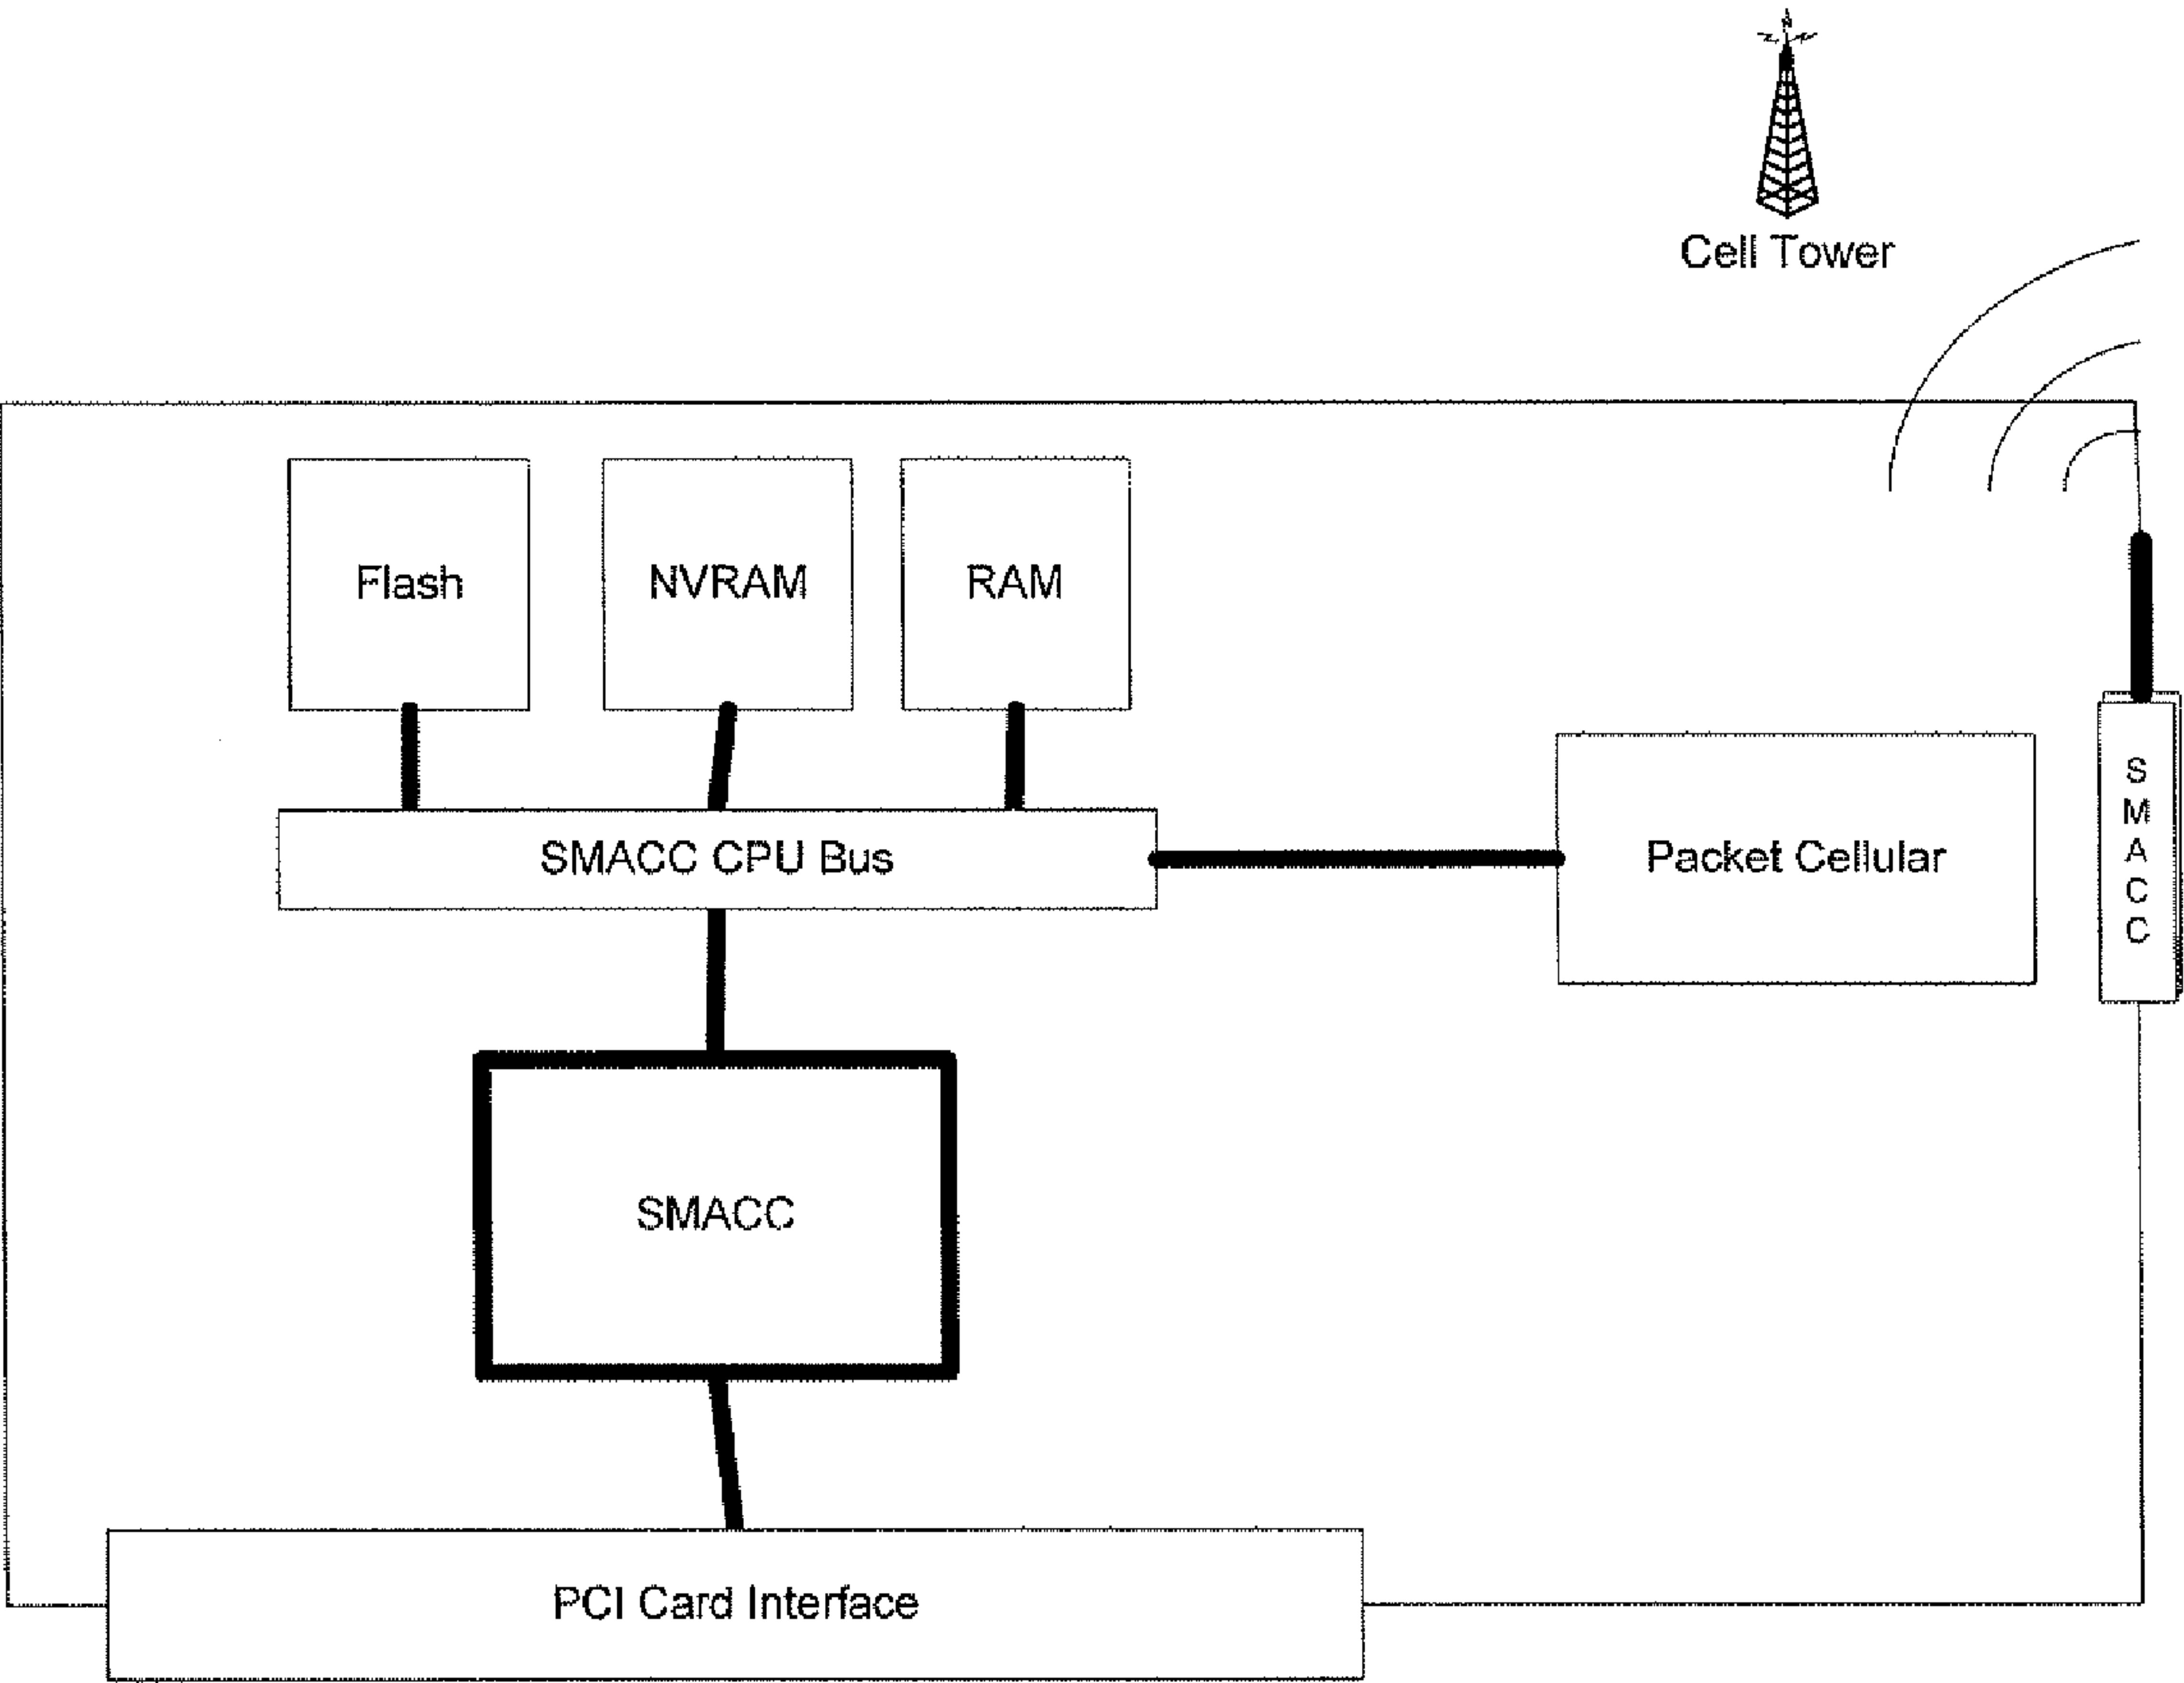 Cell Tower
Flash
NVRAM
RAM
SMACC CPU Bus
Packet Cellular
S
M
A
C
C
SMACC
PCI Card Interface